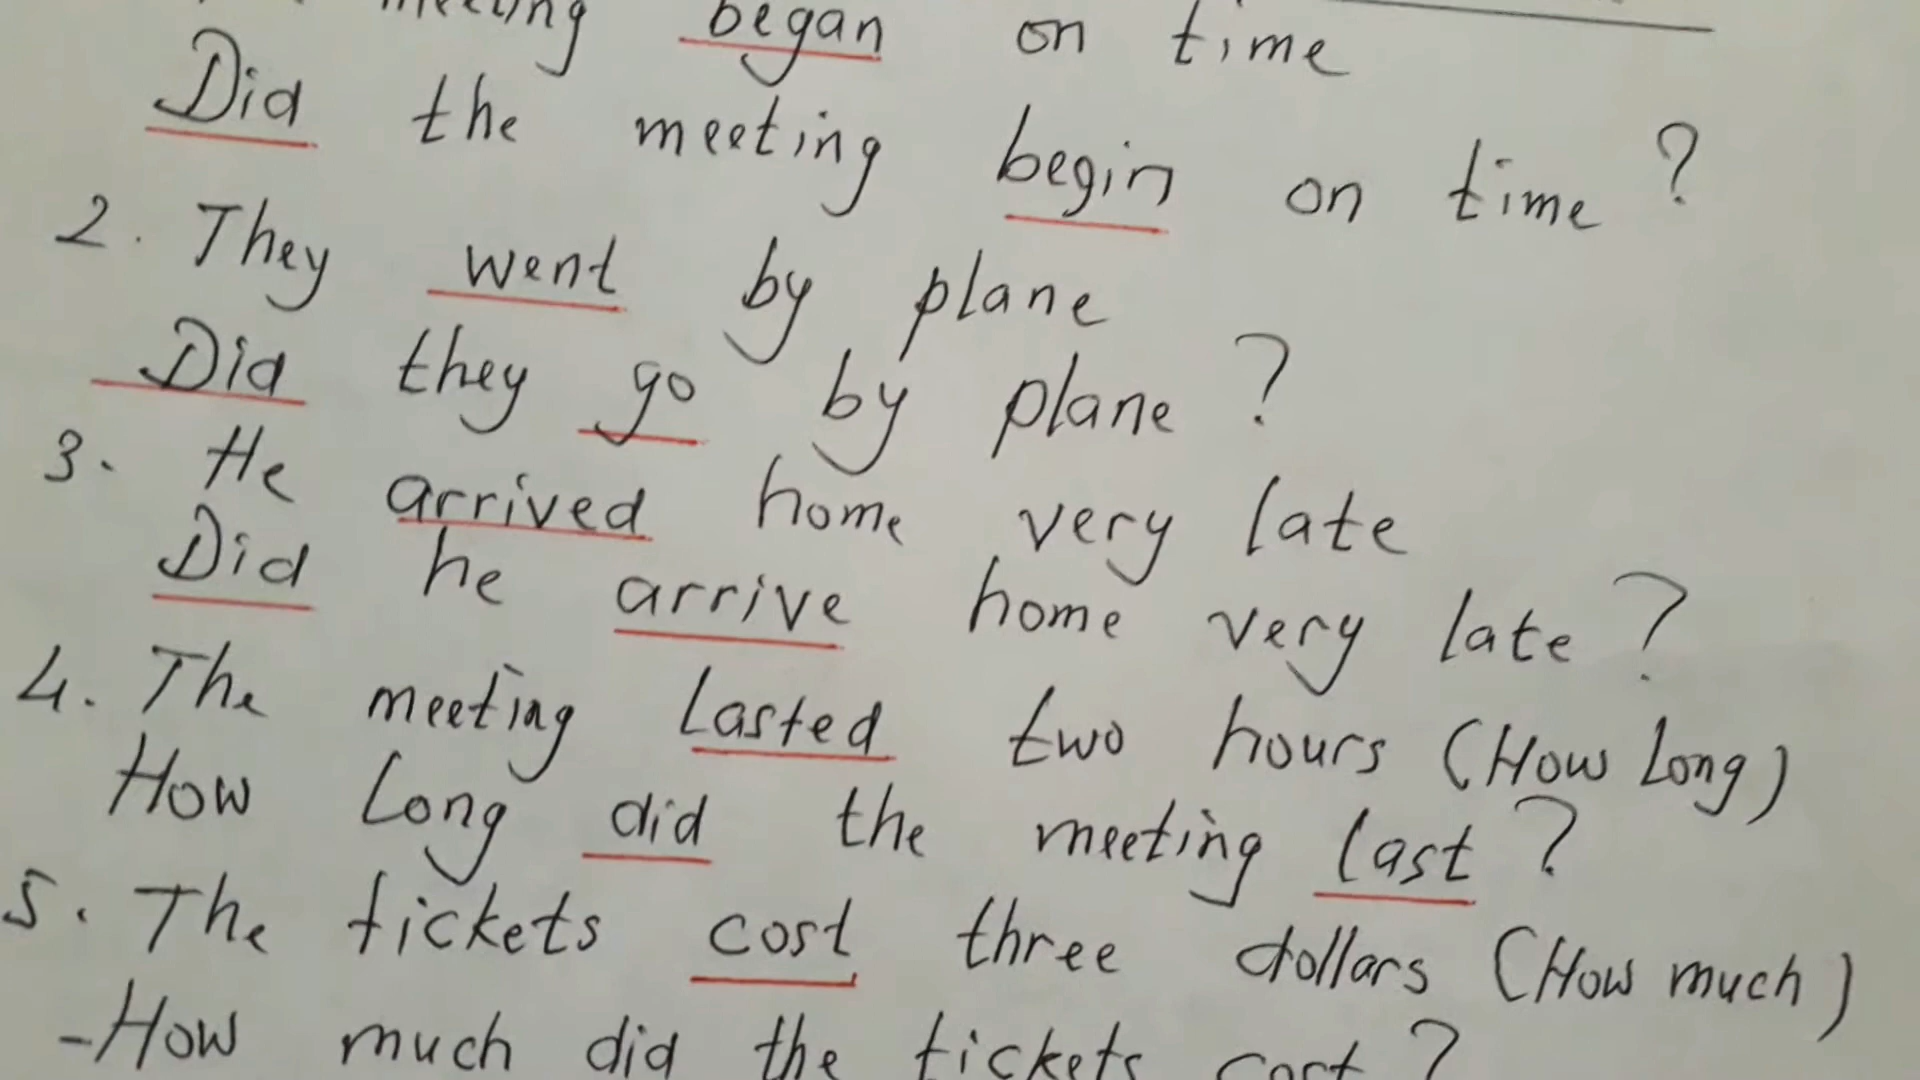 meeting began on time
Did the meeting begin on time?
2. They went by plane
Did they go by plane?
3. He arrived home very late
Did he arrive home very late?
4. The meeting Lasted two hours (How Long)
How Long did the meeting last?
5. The tickets cost three dollars (How much)
-How much did the tickets cost?